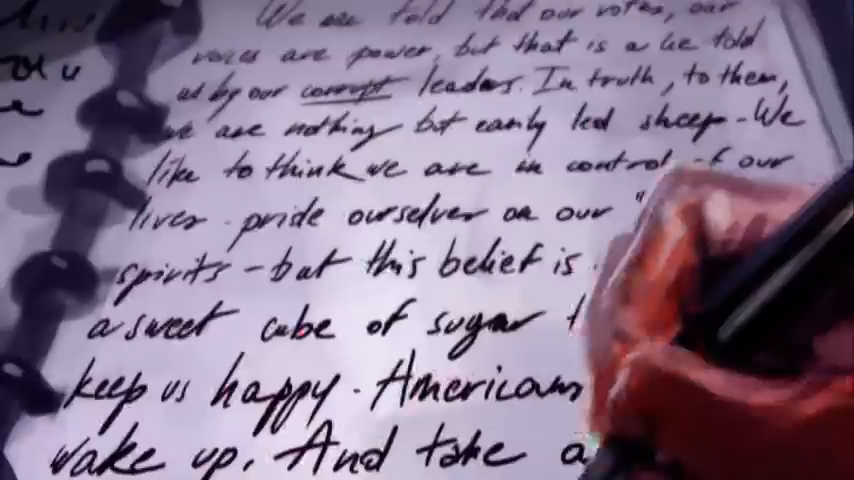 We are told that our votes, our
voices are power, but that is a lie told
us by our corrupt leaders. In truth, to them,
we are nothing but easily led sheep - We
like to think we are in control of our
lives - pride ourselves on our "
spirits - but this belief is
a sweet cube of sugar t
keep us happy. Americans
wake up. And take a